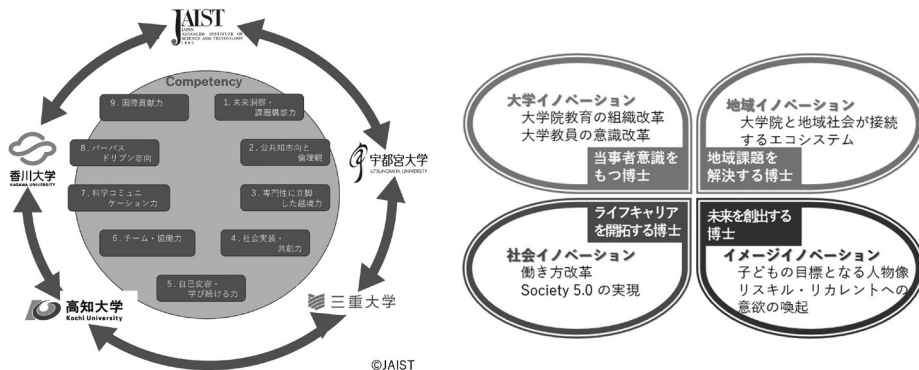 JAIST
JAPAN
ADVANCED INSTITUTE OF
SCIENCE AND TECHNOLOGY
1990
Competency
9. 国際貢献力
1. 未来洞察・
課題構想力
8. パーパス
ドリブン志向
2. 公共知志向と
倫理観
7. 科学コミュニ
ケーション力
3. 専門性に立脚
した越境力
6. チーム・協働力
4. 社会実装・
共創力
5. 自己変容・
学び続ける力
香川大学
KAGAWA UNIVERSITY
宇都宮大学
UTSUNOMIYA UNIVERSITY
高知大学
Kochi University
三重大学
©JAIST
大学イノベーション
大学院教育の組織改革
大学教員の意識改革
当事者意識を
もつ博士
地域イノベーション
大学院と地域社会が接続
するエコシステム
地域課題を
解決する博士
ライフキャリア
を開拓する博士
社会イノベーション
働き方改革
Society 5.0 の実現
未来を創出する
博士
イメージイノベーション
子どもの目標となる人物像
リスキル・リカレントへの
意欲の喚起